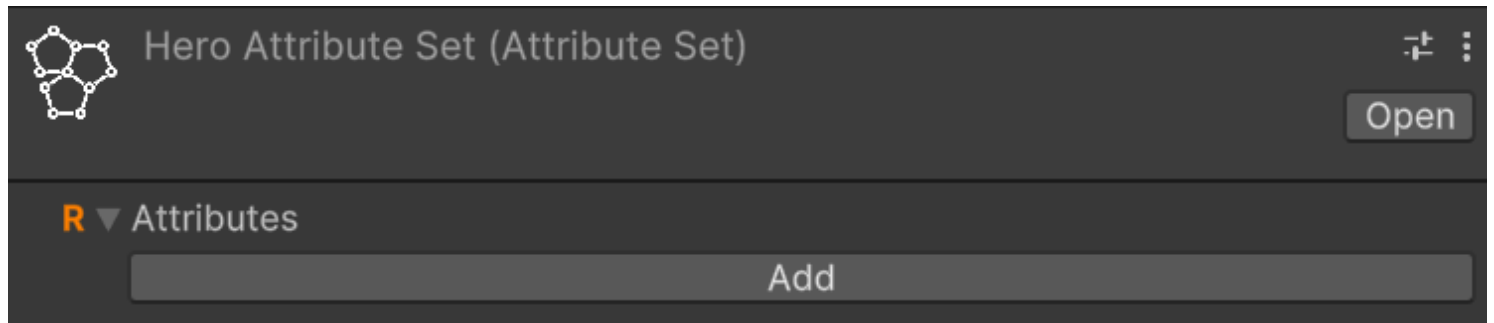 Hero Attribute Set (Attribute Set)
Open
R Attributes
Add